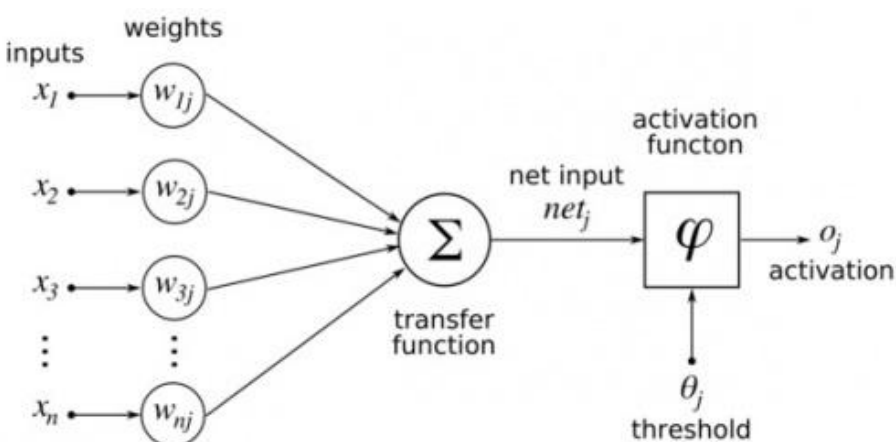 weights
inputs
x1
w1j
x2
w2j
x3
w3j
⋮
⋮
xn
wnj
Σ
transfer
function
net input
netj
activation
functon
φ
oj
activation
θj
threshold